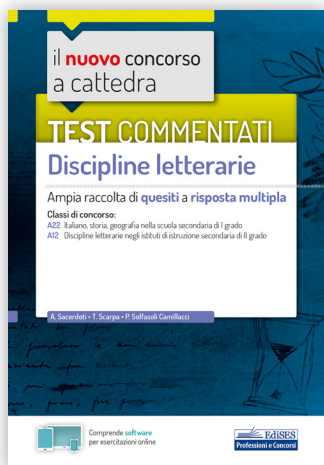 il nuovo concorso
a cattedra
TEST COMMENTATI
Discipline letterarie
Ampia raccolta di quesiti a risposta multipla
Classi di concorso:
A22 Italiano, storia, geografia nella scuola secondaria di I grado
A12 Discipline letterarie negli istituti di istruzione secondaria di II grado
A. Sacerdoti • T. Scarpa • P. Solfasoli Camillacci
Comprende software
per esercitazioni online
EdiSES
Professioni e Concorsi